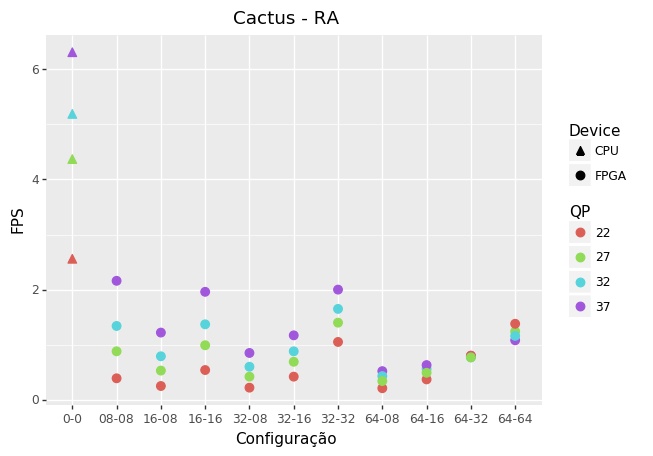 Cactus - RA
6
4
2
0
FPS
0-0 08-08 16-08 16-16 32-08 32-16 32-32 64-08 64-16 64-32 64-64
Configuração
Device
CPU
FPGA
QP
22
27
32
37